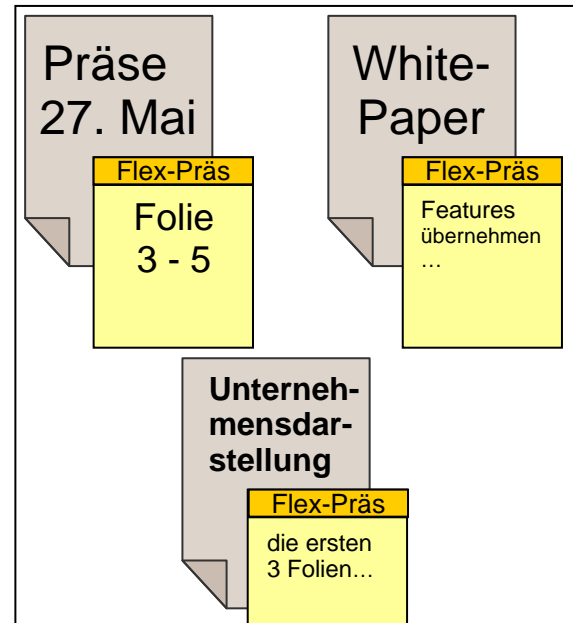 Präse
27. Mai
Flex-Präs
Folie
3 - 5
White-
Paper
Flex-Präs
Features
übernehmen
…
Unterneh-
mensdar-
stellung
Flex-Präs
die ersten
3 Folien…